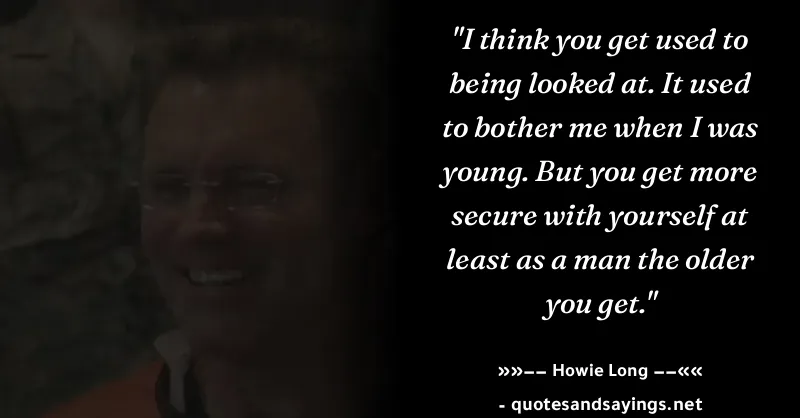 "I think you get used to
being looked at. It used
to bother me when I was
young. But you get more
secure with yourself at
least as a man the older
you get."
»»–– Howie Long ––««
- quotesandsayings.net